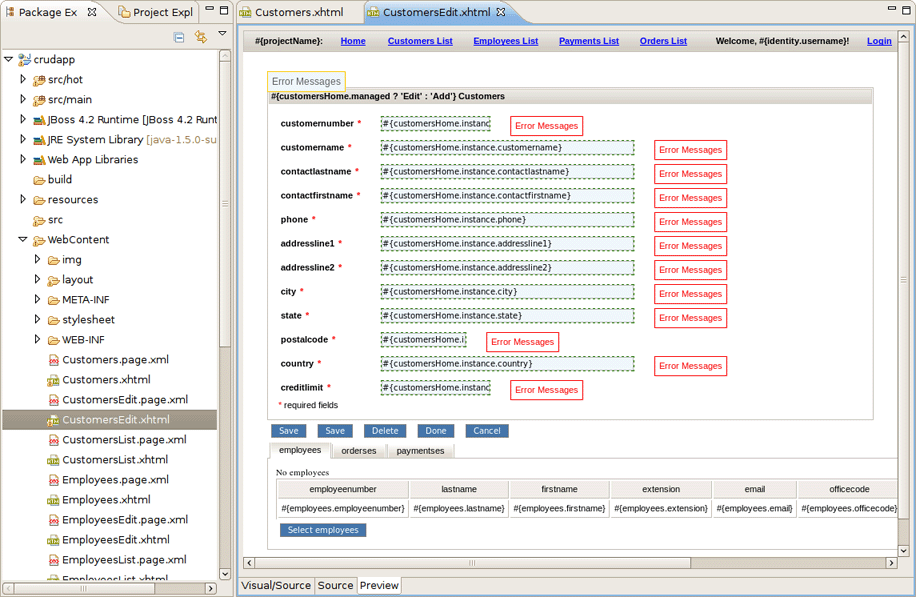 Package Ex
Project Expl
crudapp
src/hot
src/main
JBoss 4.2 Runtime [JBoss 4.2 Runt
JRE System Library [java-1.5.0-su
Web App Libraries
build
resources
src
WebContent
img
layout
META-INF
stylesheet
WEB-INF
Customers.page.xml
Customers.xhtml
CustomersEdit.page.xml
CustomersEdit.xhtml
CustomersList.page.xml
CustomersList.xhtml
Employees.page.xml
Employees.xhtml
EmployeesEdit.page.xml
EmployeesEdit.xhtml
EmployeesList.page.xml
EmployeesList.xhtml
Customers.xhtml
CustomersEdit.xhtml
#{projectName}: Home Customers List Employees List Payments List Orders List Welcome, #{identity.username}! Login
Error Messages
#{customersHome.managed ? 'Edit' : 'Add'} Customers
customernumber * #{customersHome.instanc Error Messages
customername * #{customersHome.instance.customername} Error Messages
contactlastname * #{customersHome.instance.contactlastname} Error Messages
contactfirstname * #{customersHome.instance.contactfirstname} Error Messages
phone * #{customersHome.instance.phone} Error Messages
addressline1 * #{customersHome.instance.addressline1} Error Messages
addressline2 * #{customersHome.instance.addressline2} Error Messages
city * #{customersHome.instance.city} Error Messages
state * #{customersHome.instance.state} Error Messages
postalcode * #{customersHome.i Error Messages
country * #{customersHome.instance.country} Error Messages
creditlimit * #{customersHome.instanc Error Messages
* required fields
Save Save Delete Done Cancel
employees orderses paymentses
No employees
employeenumber lastname firstname extension email officecode
#{employees.employeenumber} #{employees.lastname} #{employees.firstname} #{employees.extension} #{employees.email} #{employees.officecode}
Select employees
Visual/Source Source Preview